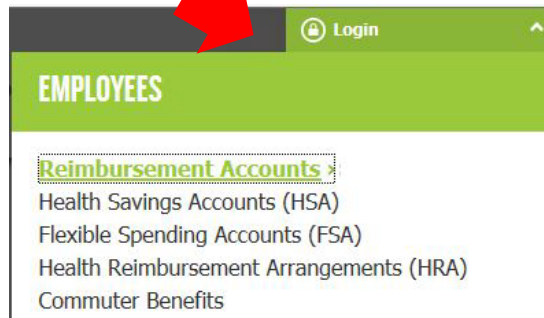 Login
EMPLOYEES
Reimbursement Accounts »
Health Savings Accounts (HSA)
Flexible Spending Accounts (FSA)
Health Reimbursement Arrangements (HRA)
Commuter Benefits